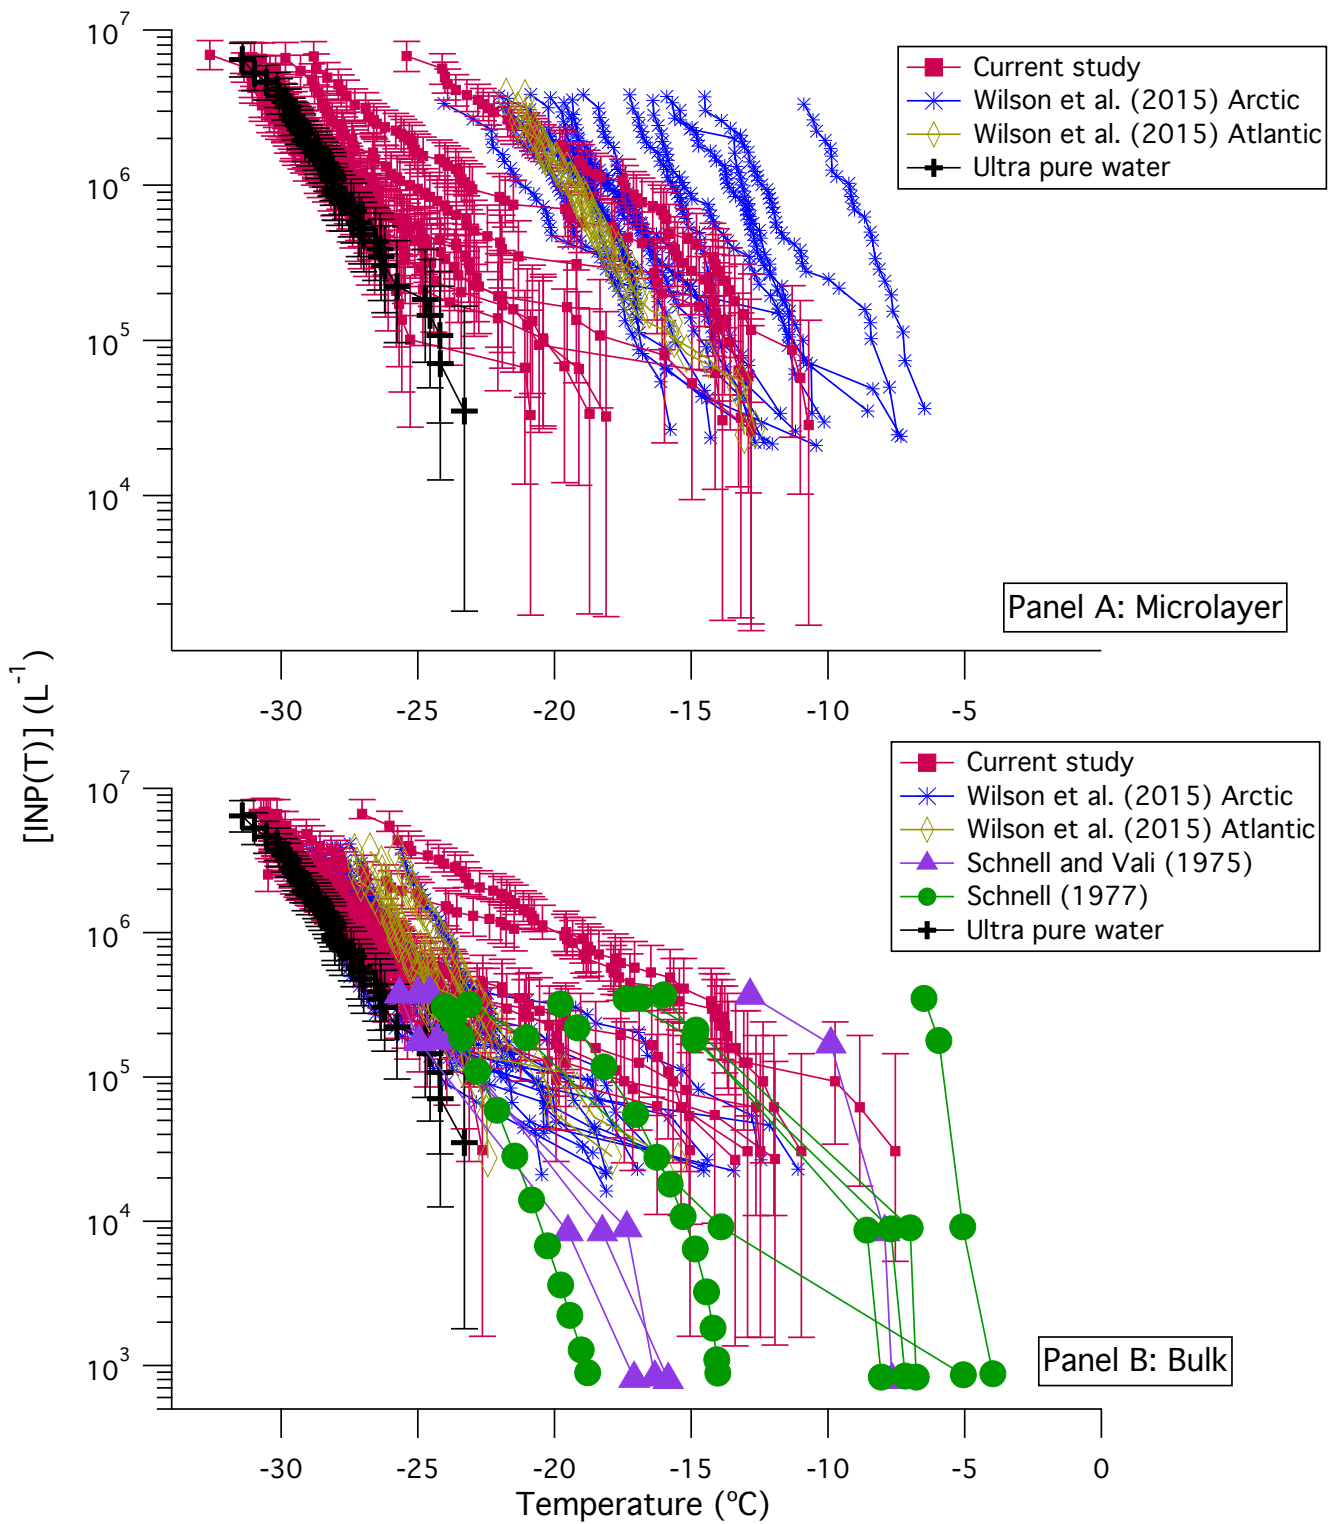 10^7
10^6
10^5
10^4
Current study
Wilson et al. (2015) Arctic
Wilson et al. (2015) Atlantic
Ultra pure water
Panel A: Microlayer
-30 -25 -20 -15 -10 -5
[INP(T)] (L^-1)
10^7
10^6
10^5
10^4
10^3
Current study
Wilson et al. (2015) Arctic
Wilson et al. (2015) Atlantic
Schnell and Vali (1975)
Schnell (1977)
Ultra pure water
Panel B: Bulk
-30 -25 -20 -15 -10 -5 0
Temperature (ºC)